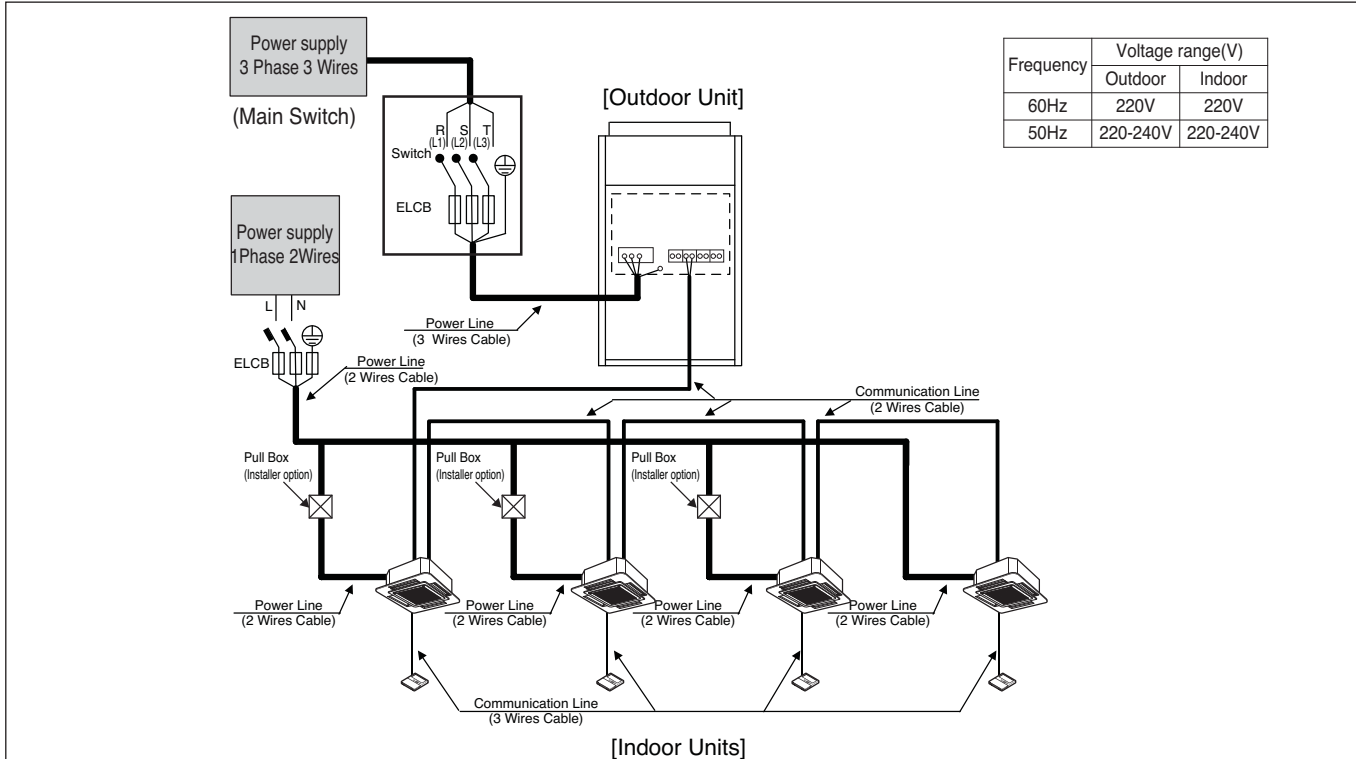 Power supply
3 Phase 3 Wires
(Main Switch)
R S T
(L1) (L2) (L3)
Switch
ELCB
[Outdoor Unit]
Frequency Voltage range(V)
Outdoor Indoor
60Hz 220V 220V
50Hz 220-240V 220-240V
Power supply
1Phase 2Wires
L N
ELCB
Power Line
(3 Wires Cable)
Power Line
(2 Wires Cable)
Communication Line
(2 Wires Cable)
Pull Box
(Installer option)
Pull Box
(Installer option)
Pull Box
(Installer option)
Power Line
(2 Wires Cable)
Power Line
(2 Wires Cable)
Power Line
(2 Wires Cable)
Power Line
(2 Wires Cable)
Communication Line
(3 Wires Cable)
[Indoor Units]